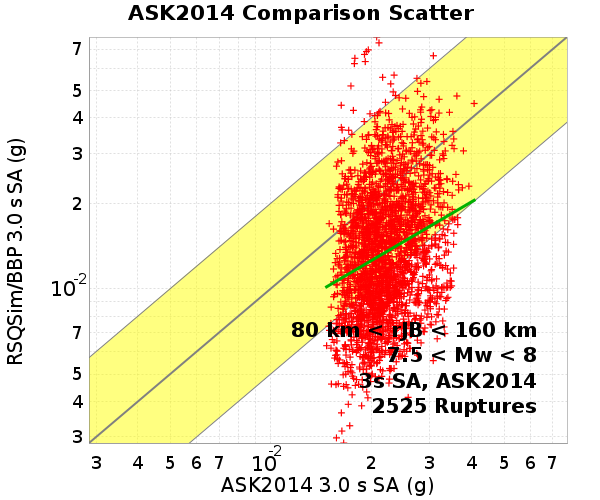 ASK2014 Comparison Scatter
RSQSim/BBP 3.0 s SA (g)
7
5
4
3
2
10-2
7
5
4
3
80 km < rJB < 160 km
7.5 < Mw < 8
3s SA, ASK2014
2525 Ruptures
3 4 5 6 7 10-2 2 3 4 5 6 7
ASK2014 3.0 s SA (g)